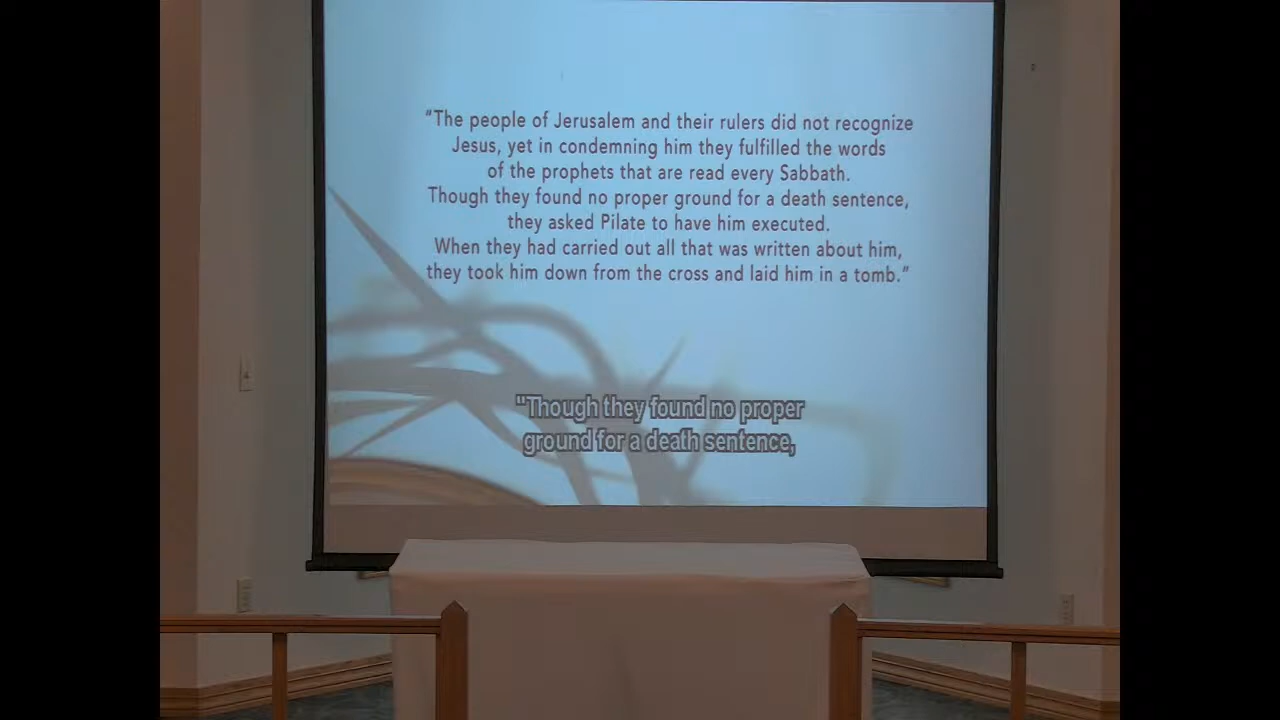 “The people of Jerusalem and their rulers did not recognize
Jesus, yet in condemning him they fulfilled the words
of the prophets that are read every Sabbath.
Though they found no proper ground for a death sentence,
they asked Pilate to have him executed.
When they had carried out all that was written about him,
they took him down from the cross and laid him in a tomb.”
"Though they found no proper
ground for a death sentence,